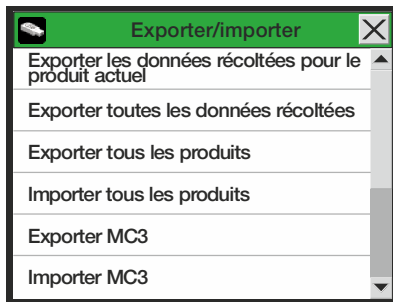 Exporter/importer
Exporter les données récoltées pour le
produit actuel
Exporter toutes les données récoltées
Exporter tous les produits
Importer tous les produits
Exporter MC3
Importer MC3